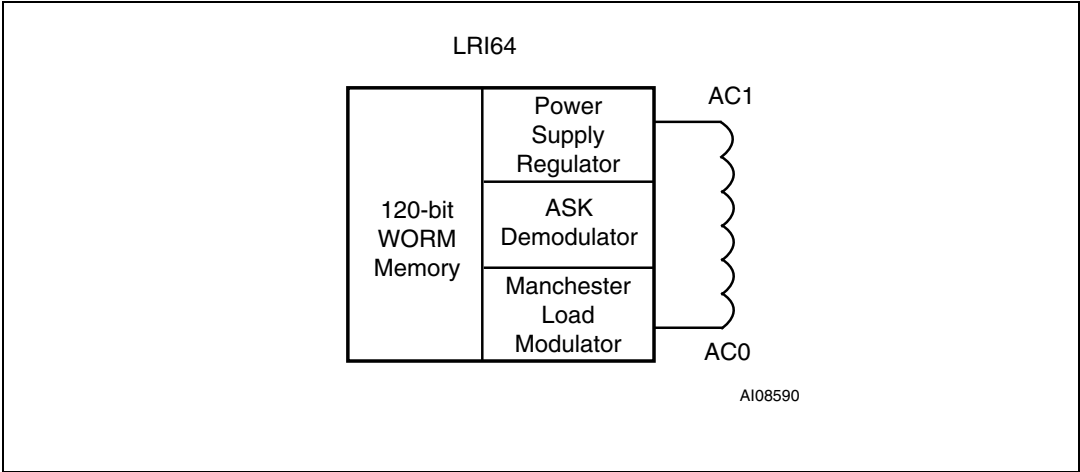 LRI64
120-bit
WORM
Memory
Power
Supply
Regulator
ASK
Demodulator
Manchester
Load
Modulator
AC1
AC0
AI08590